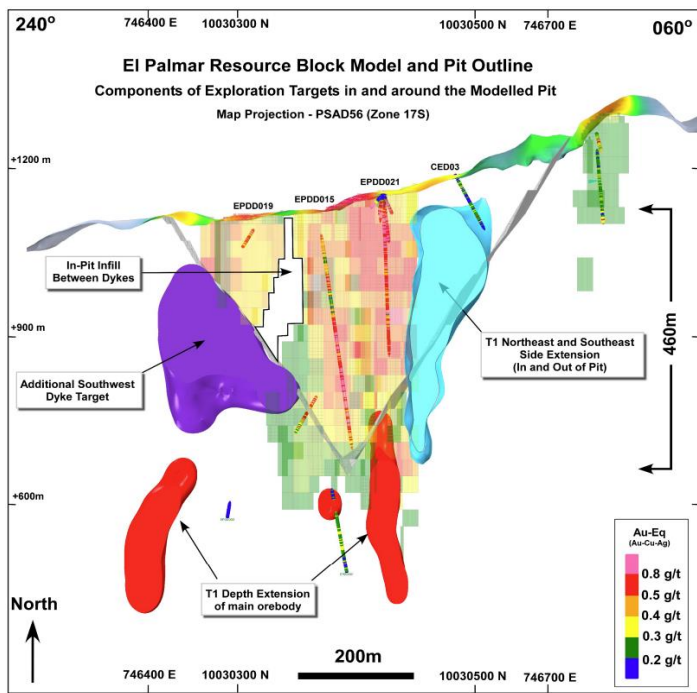 240º
746400 E
10030300 N
10030500 N
746700 E
060º
El Palmar Resource Block Model and Pit Outline
Components of Exploration Targets in and around the Modelled Pit
Map Projection - PSAD56 (Zone 17S)
+1200 m
CED03
EPDD021
EPDD015
EPDD019
In-Pit Infill
Between Dykes
+900 m
T1 Northeast and Southeast
Side Extension
(In and Out of Pit)
460m
Additional Southwest
Dyke Target
+600m
T1 Depth Extension
of main orebody
Au-Eq
(Au-Cu-Ag)
0.8 g/t
0.5 g/t
0.4 g/t
0.3 g/t
0.2 g/t
North
200m
746400 E
10030300 N
10030500 N
746700 E